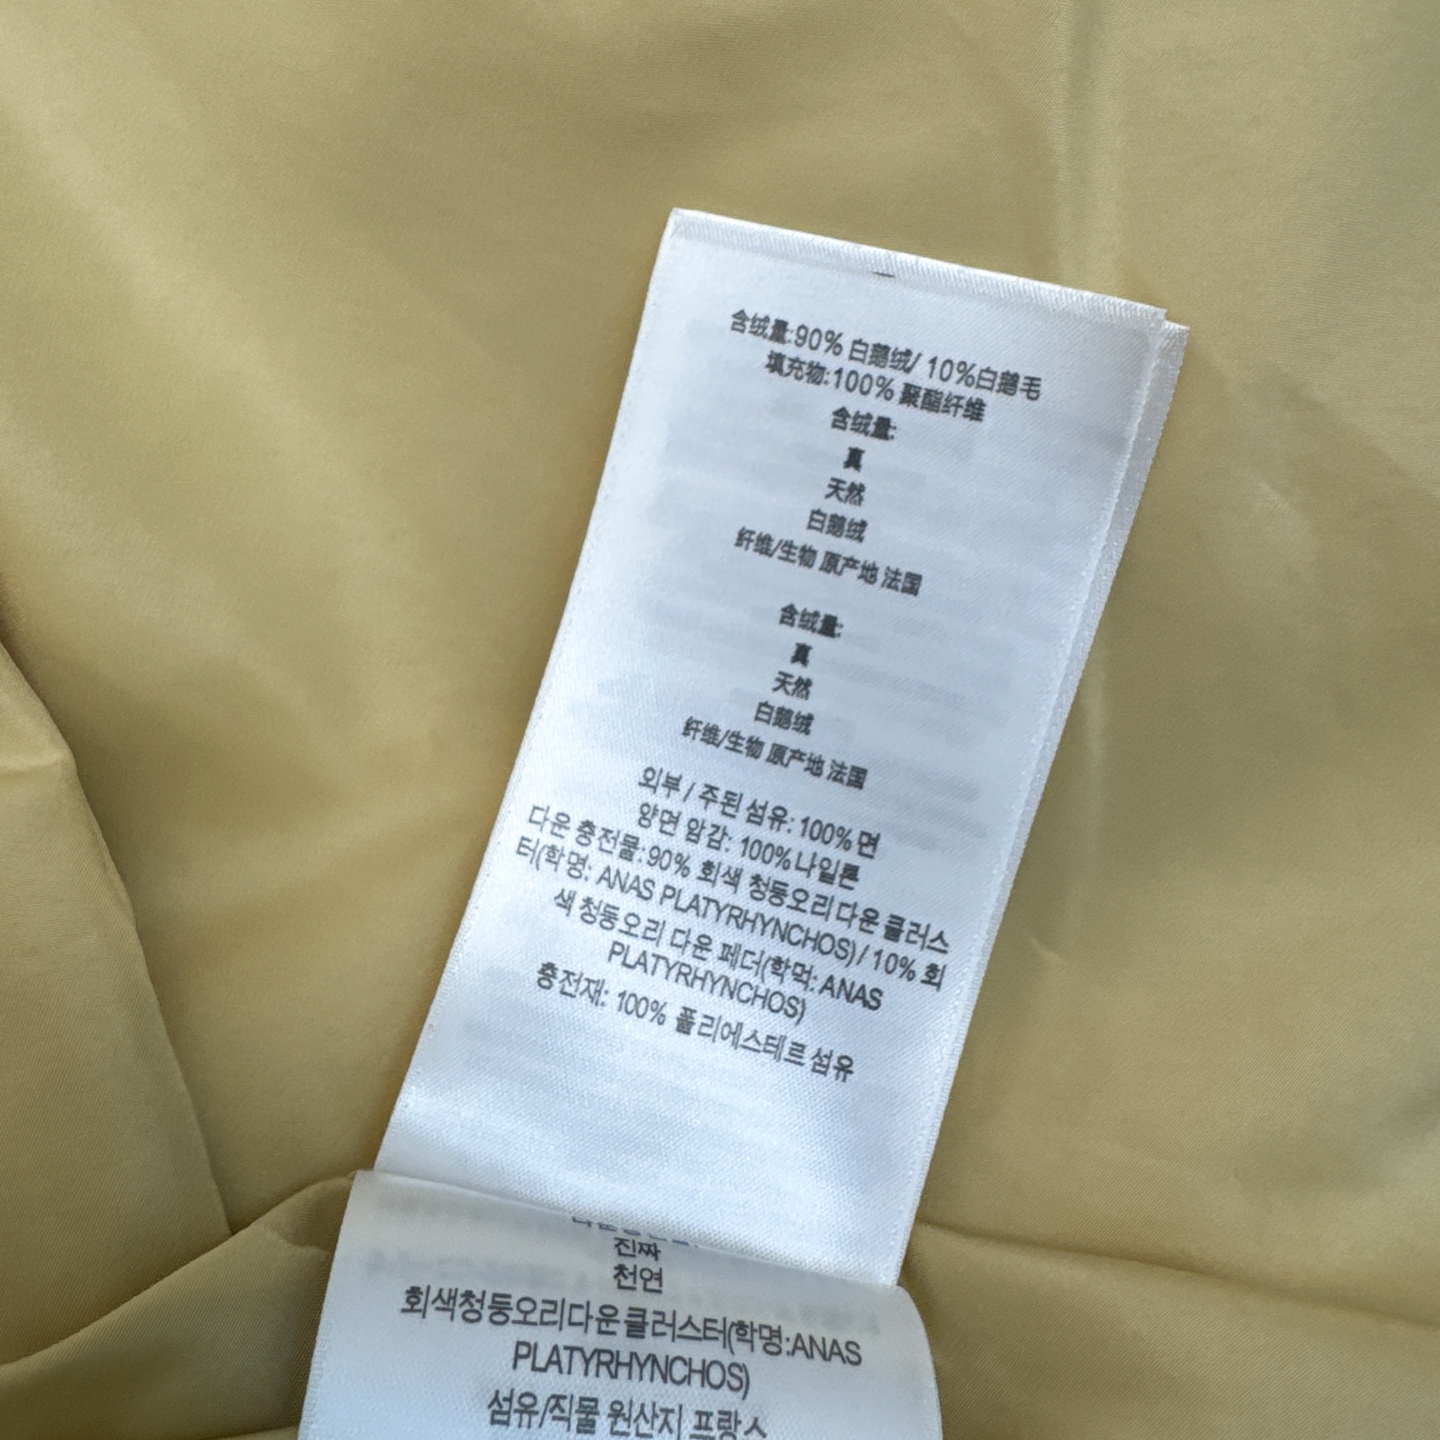 含绒量:90% 白鹅绒/ 10%白鹅毛
填充物:100% 聚酯纤维
含绒量:
真
天然
白鹅绒
纤维/生物 原产地 法国
含绒量:
真
天然
白鹅绒
纤维/生物 原产地 法国
외부 / 주된 섬유: 100% 면
양면 암감: 100% 나일론
다운 충전물:90% 회색 청둥오리다운 클러스
터(학명: ANAS PLATYRHYNCHOS) / 10% 회
색 청둥오리 다운 페더(학먹: ANAS
PLATYRHYNCHOS)
충전재: 100% 폴리에스테르 섬유
진짜
천연
회색청둥오리다운클러스터(학명:ANAS
PLATYRHYNCHOS)
섬유/직물 원산지 프랑스